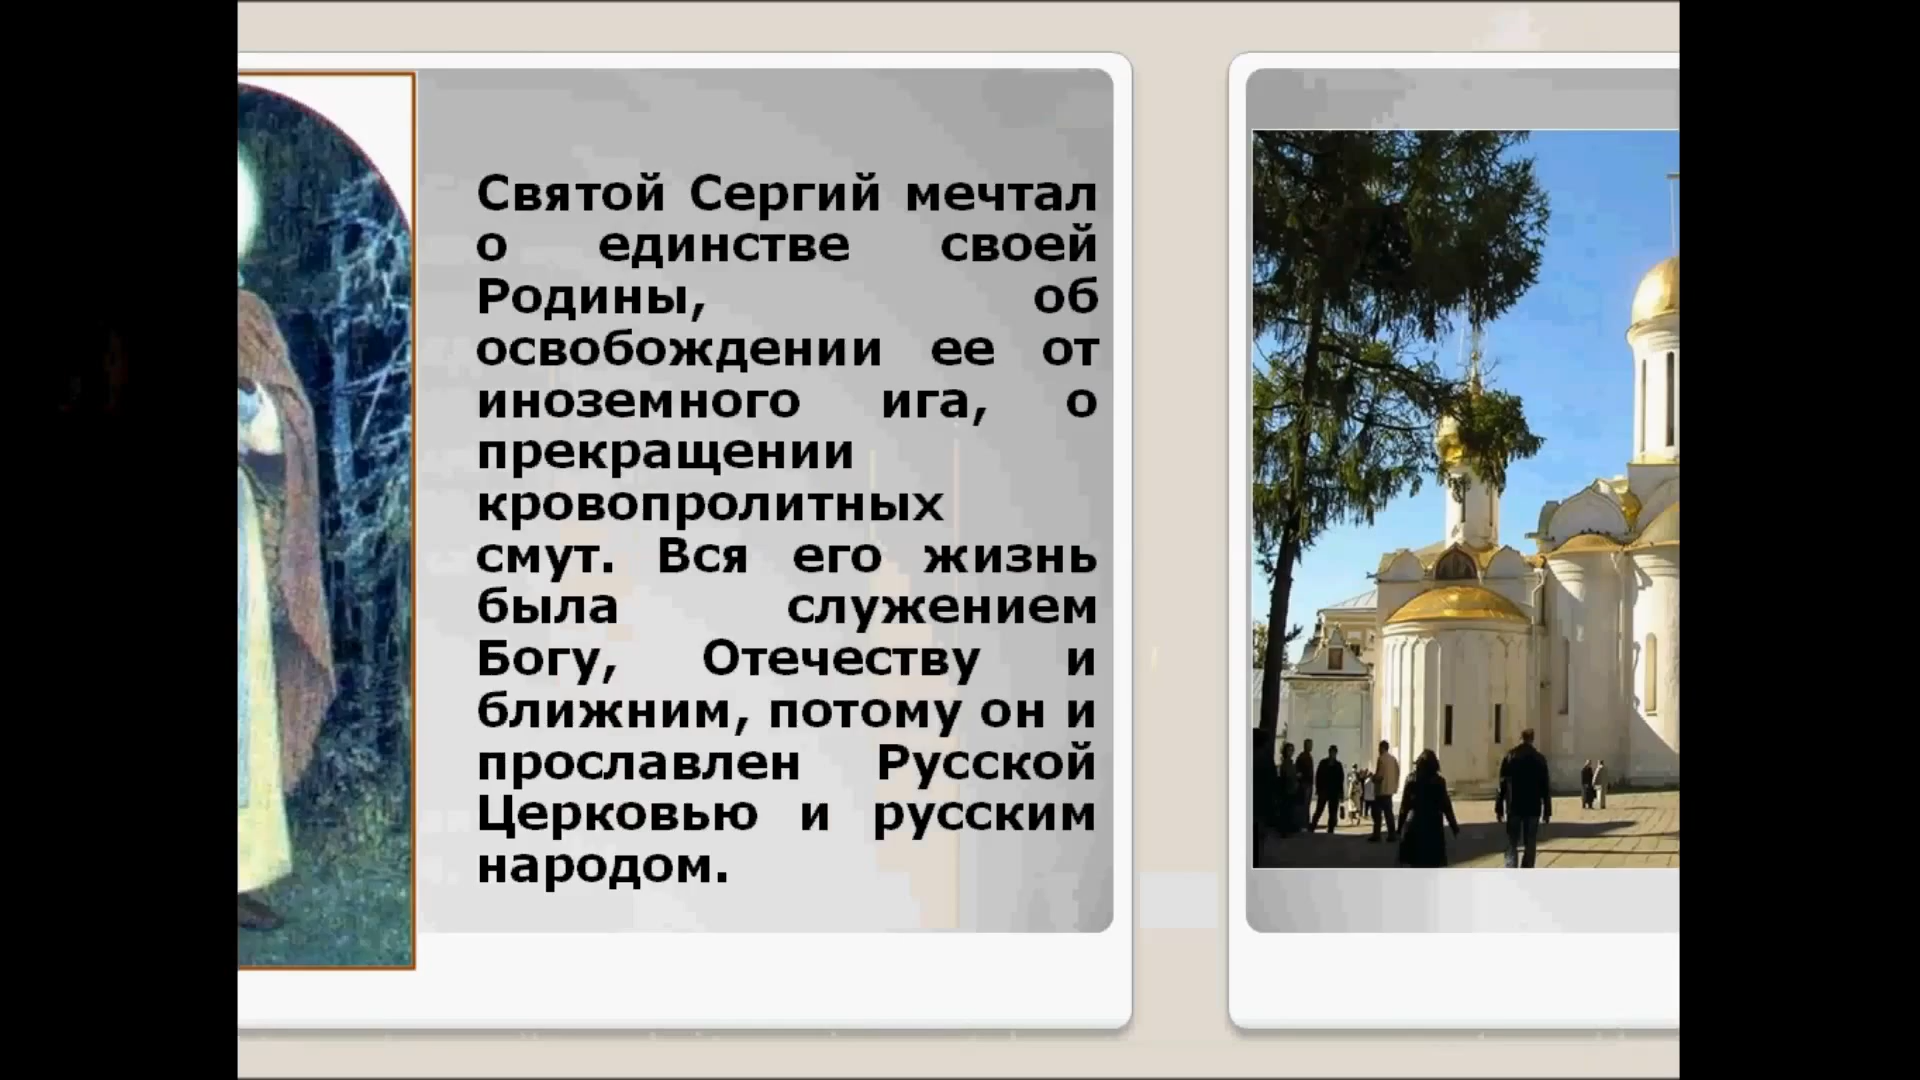 Святой Сергий мечтал
о единстве своей
Родины, об
освобождении ее от
иноземного ига, о
прекращении
кровопролитных
смут. Вся его жизнь
была служением
Богу, Отечеству и
ближним, потому он и
прославлен Русской
Церковью и русским
народом.